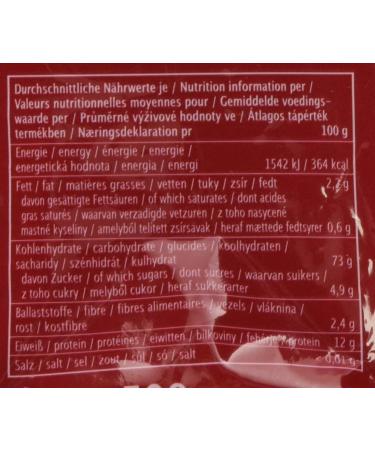 Durchschnittliche Nährwerte je / Nutrition information per /
Valeurs nutritionnelles moyennes pour / Gemiddelde voedings-
waarde per / Průměrné výživové hodnoty ve / Átlagos tápérték
termékben / Næringsdeklaration pr 100 g
Energie / energy / énergie / energie /
energetická hodnota / energia / energi 1542 kJ / 364 kcal
Fett / fat / matières grasses / vetten / tuky / zsír / fedt
davon gesättigte Fettsäuren / of which saturates / dont acides
gras saturés / waarvan verzadigde vetzuren / z toho nasycené
mastné kyseliny / amelyből telített zsírsavak / heraf mættede fedtsyrer 0,6 g
Kohlenhydrate / carbohydrate / glucides / koolhydraten /
sacharidy / szénhidrát / kulhydrat 73 g
davon Zucker / of which sugars / dont sucres / waarvan suikers /
z toho cukry / melyből cukor / heraf sukkerarter 4,9 g
Ballaststoffe / fibre / fibres alimentaires / vezels / vláknina /
rost / kostfibre 2,4 g
Eiweiß / protein / protéines / eiwitten / bílkoviny / fehérje / protein 12 g
Salz / salt / sel / zout / sůl / só / salt 0,01 g